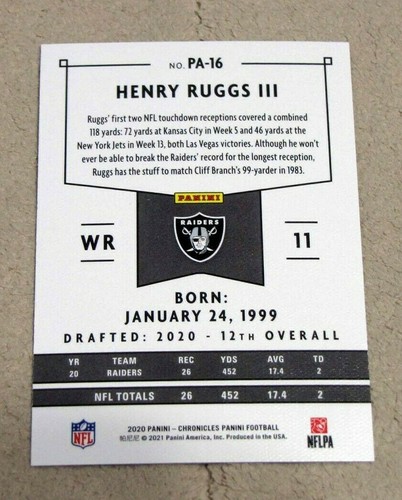 NO. PA-16
HENRY RUGGS III
Ruggs' first two NFL touchdown receptions covered a combined
118 yards: 72 yards at Kansas City in Week 5 and 46 yards at the
New York Jets in Week 13, both Las Vegas victories. Although he won't
ever be able to break the Raiders' record for the longest reception,
Ruggs has the stuff to match Cliff Branch's 99-yarder in 1983.
PANINI
RAIDERS
WR 11
BORN:
JANUARY 24, 1999
DRAFTED: 2020 - 12TH OVERALL
YR TEAM REC YDS AVG TD
20 RAIDERS 26 452 17.4 2
NFL TOTALS 26 452 17.4 2
2020 PANINI – CHRONICLES PANINI FOOTBALL
帕尼尼 © 2021 Panini America, Inc. Produced in the USA.
NFL
NFLPA